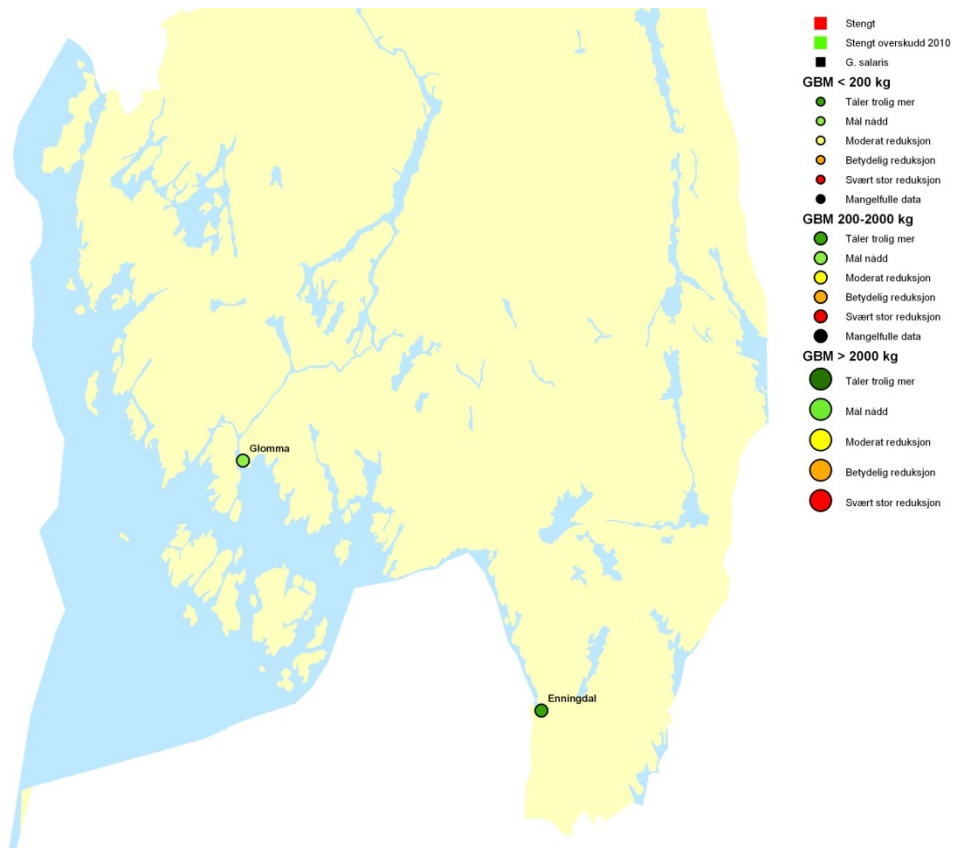 Stengt
Stengt overskudd 2010
G. salaris
GBM < 200 kg
Tåler trolig mer
Mål nådd
Moderat reduksjon
Betydelig reduksjon
Svært stor reduksjon
Mangelfulle data
GBM 200-2000 kg
Tåler trolig mer
Mål nådd
Moderat reduksjon
Betydelig reduksjon
Svært stor reduksjon
Mangelfulle data
GBM > 2000 kg
Tåler trolig mer
Mål nådd
Moderat reduksjon
Betydelig reduksjon
Svært stor reduksjon
Glomma
Enningdal